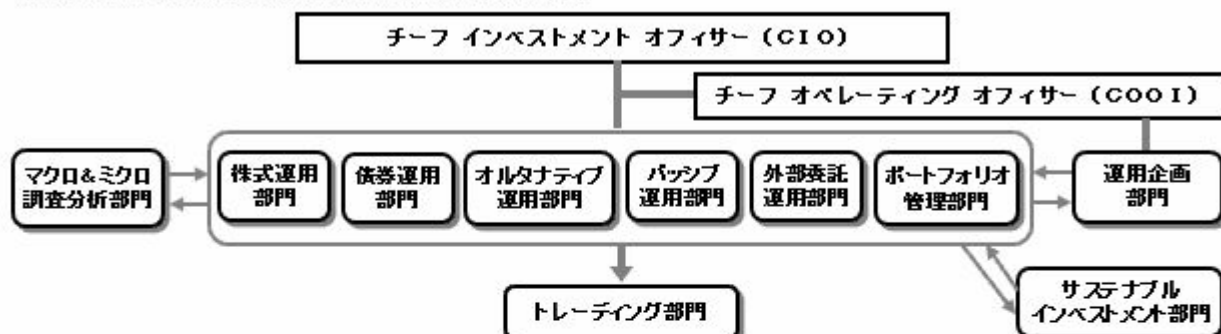 チーフ インベストメント オフィサー (CIO)
チーフ オペレーティング オフィサー (COOI)
マクロ&ミクロ
調査分析部門
株式運用
部門
債券運用
部門
オルタナティブ
運用部門
パッシブ
運用部門
外部委託
運用部門
ポートフォリオ
管理部門
運用企画
部門
トレーディング部門
サステナブル
インベストメント部門